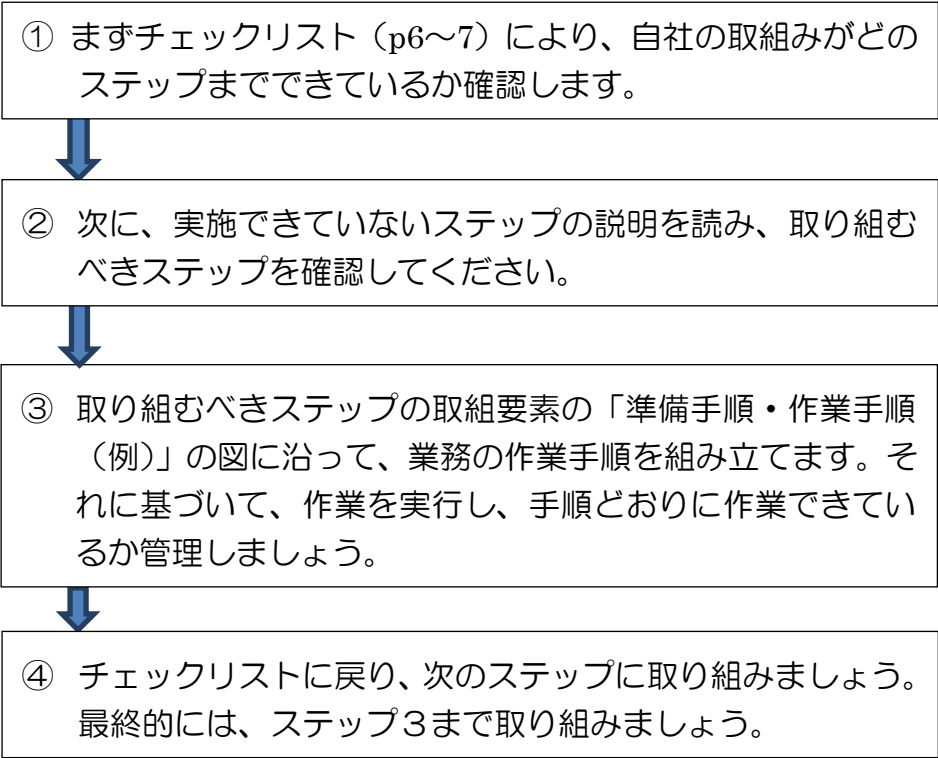 ① まずチェックリスト（p6～7）により、自社の取組みがどの
ステップまでできているか確認します。
② 次に、実施できていないステップの説明を読み、取り組む
べきステップを確認してください。
③ 取り組むべきステップの取組要素の「準備手順・作業手順
（例）」の図に沿って、業務の作業手順を組み立てます。そ
れに基づいて、作業を実行し、手順どおりに作業できてい
るか管理しましょう。
④ チェックリストに戻り、次のステップに取り組みましょう。
最終的には、ステップ３まで取り組みましょう。